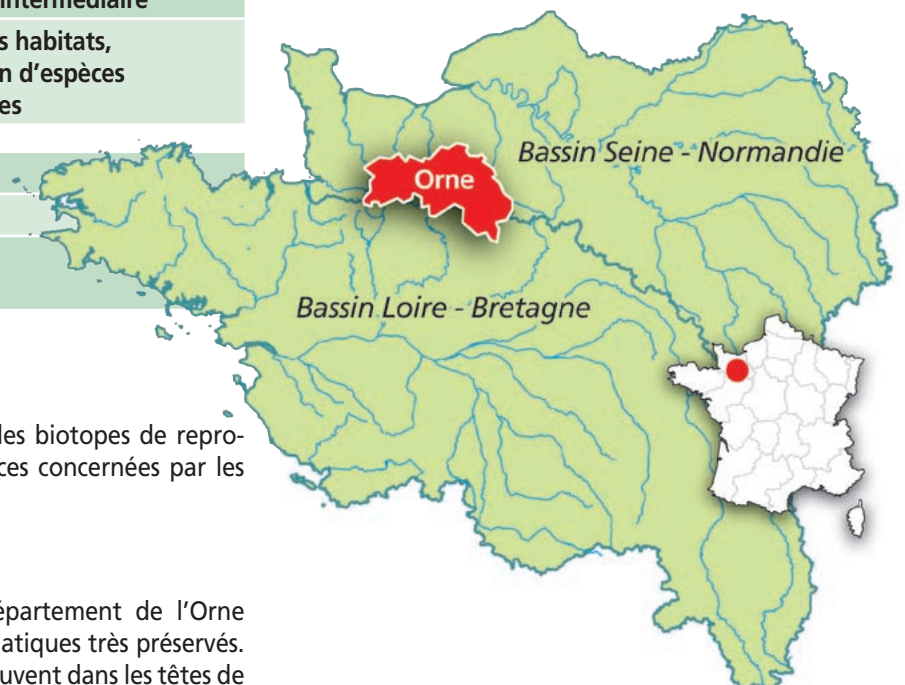 intermédiaire
s habitats,
n d'espèces
es
Bassin Seine - Normandie
Orne
Bassin Loire - Bretagne
les biotopes de repro-
ces concernées par les
épartement de l'Orne
atiques très préservés.
uvent dans les têtes de